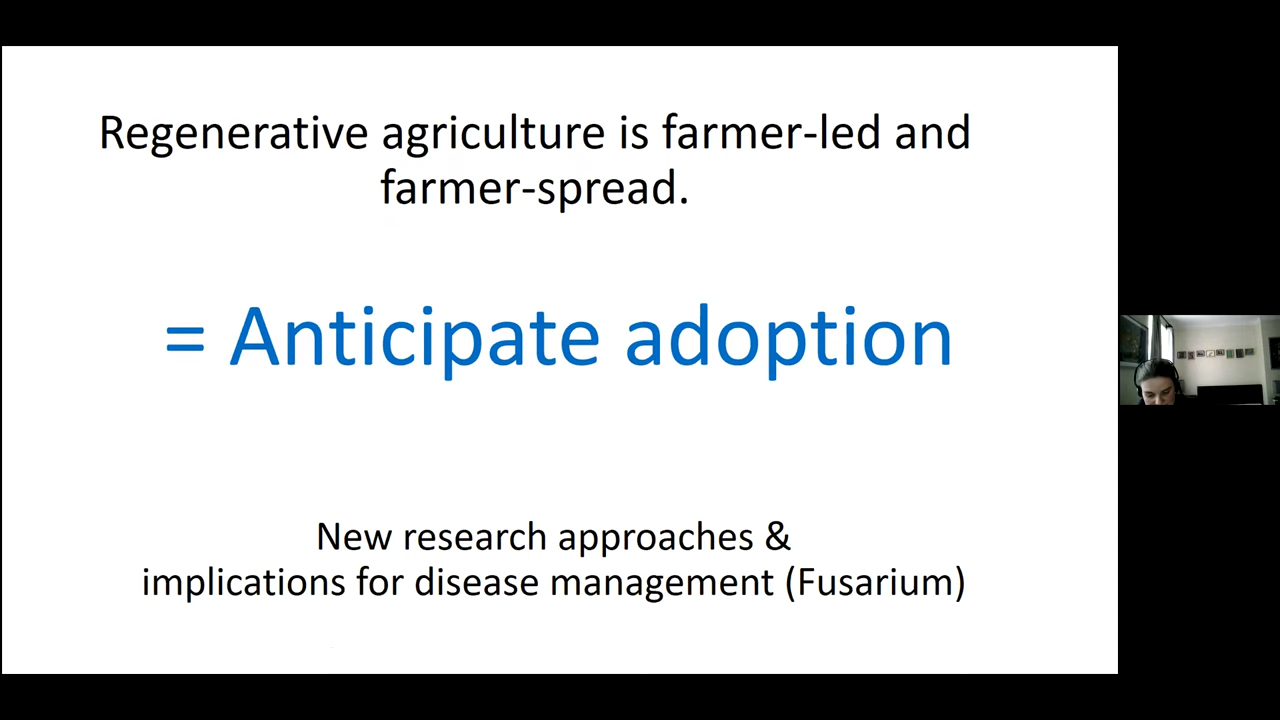 Regenerative agriculture is farmer-led and
farmer-spread.
= Anticipate adoption
New research approaches &
implications for disease management (Fusarium)